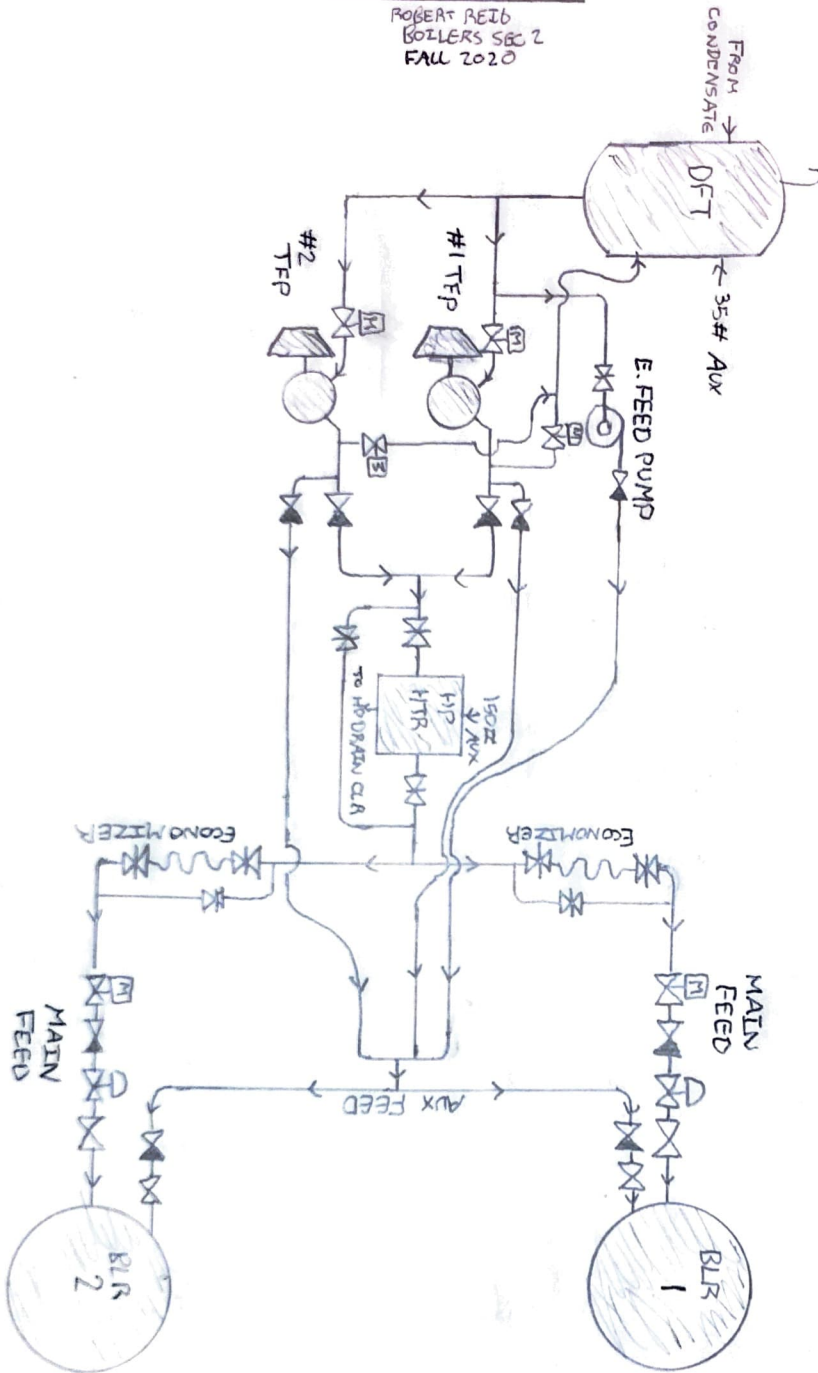 ROBERT REID
BOILERS SEC 2
FALL 2020
FROM
CONDENSATE
DFT
35# AUX
#2
TFP
#1 TFP
E. FEED PUMP
M
M
M
M
HP
HTR
150# AUX
TO HP DRAIN CLR
ECONOMIZER
ECONOMIZER
M
MAIN
FEED
M
MAIN
FEED
AUX FEED
BLR
2
BLR
1